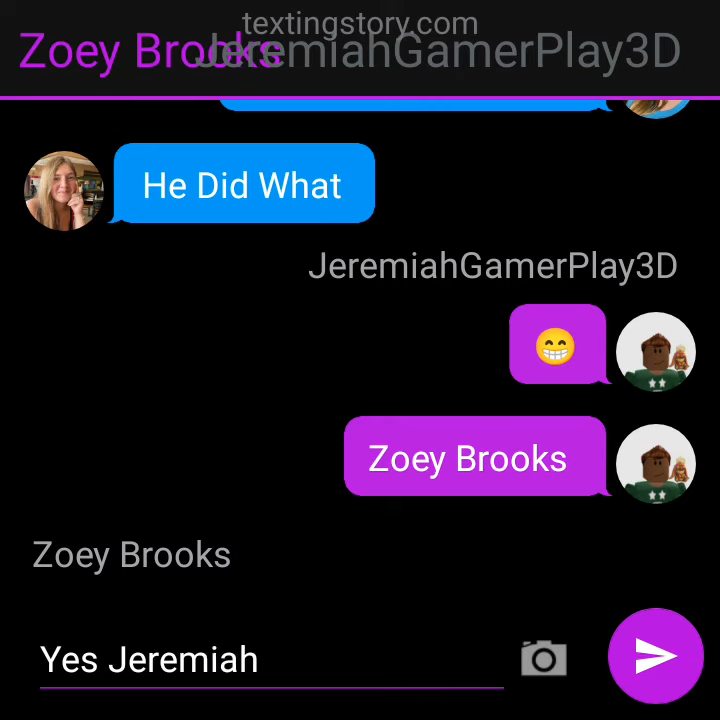 textingstory.com
Zoey Brooks
JeremiahGamerPlay3D
He Did What
JeremiahGamerPlay3D
😁
Zoey Brooks
Zoey Brooks
Yes Jeremiah